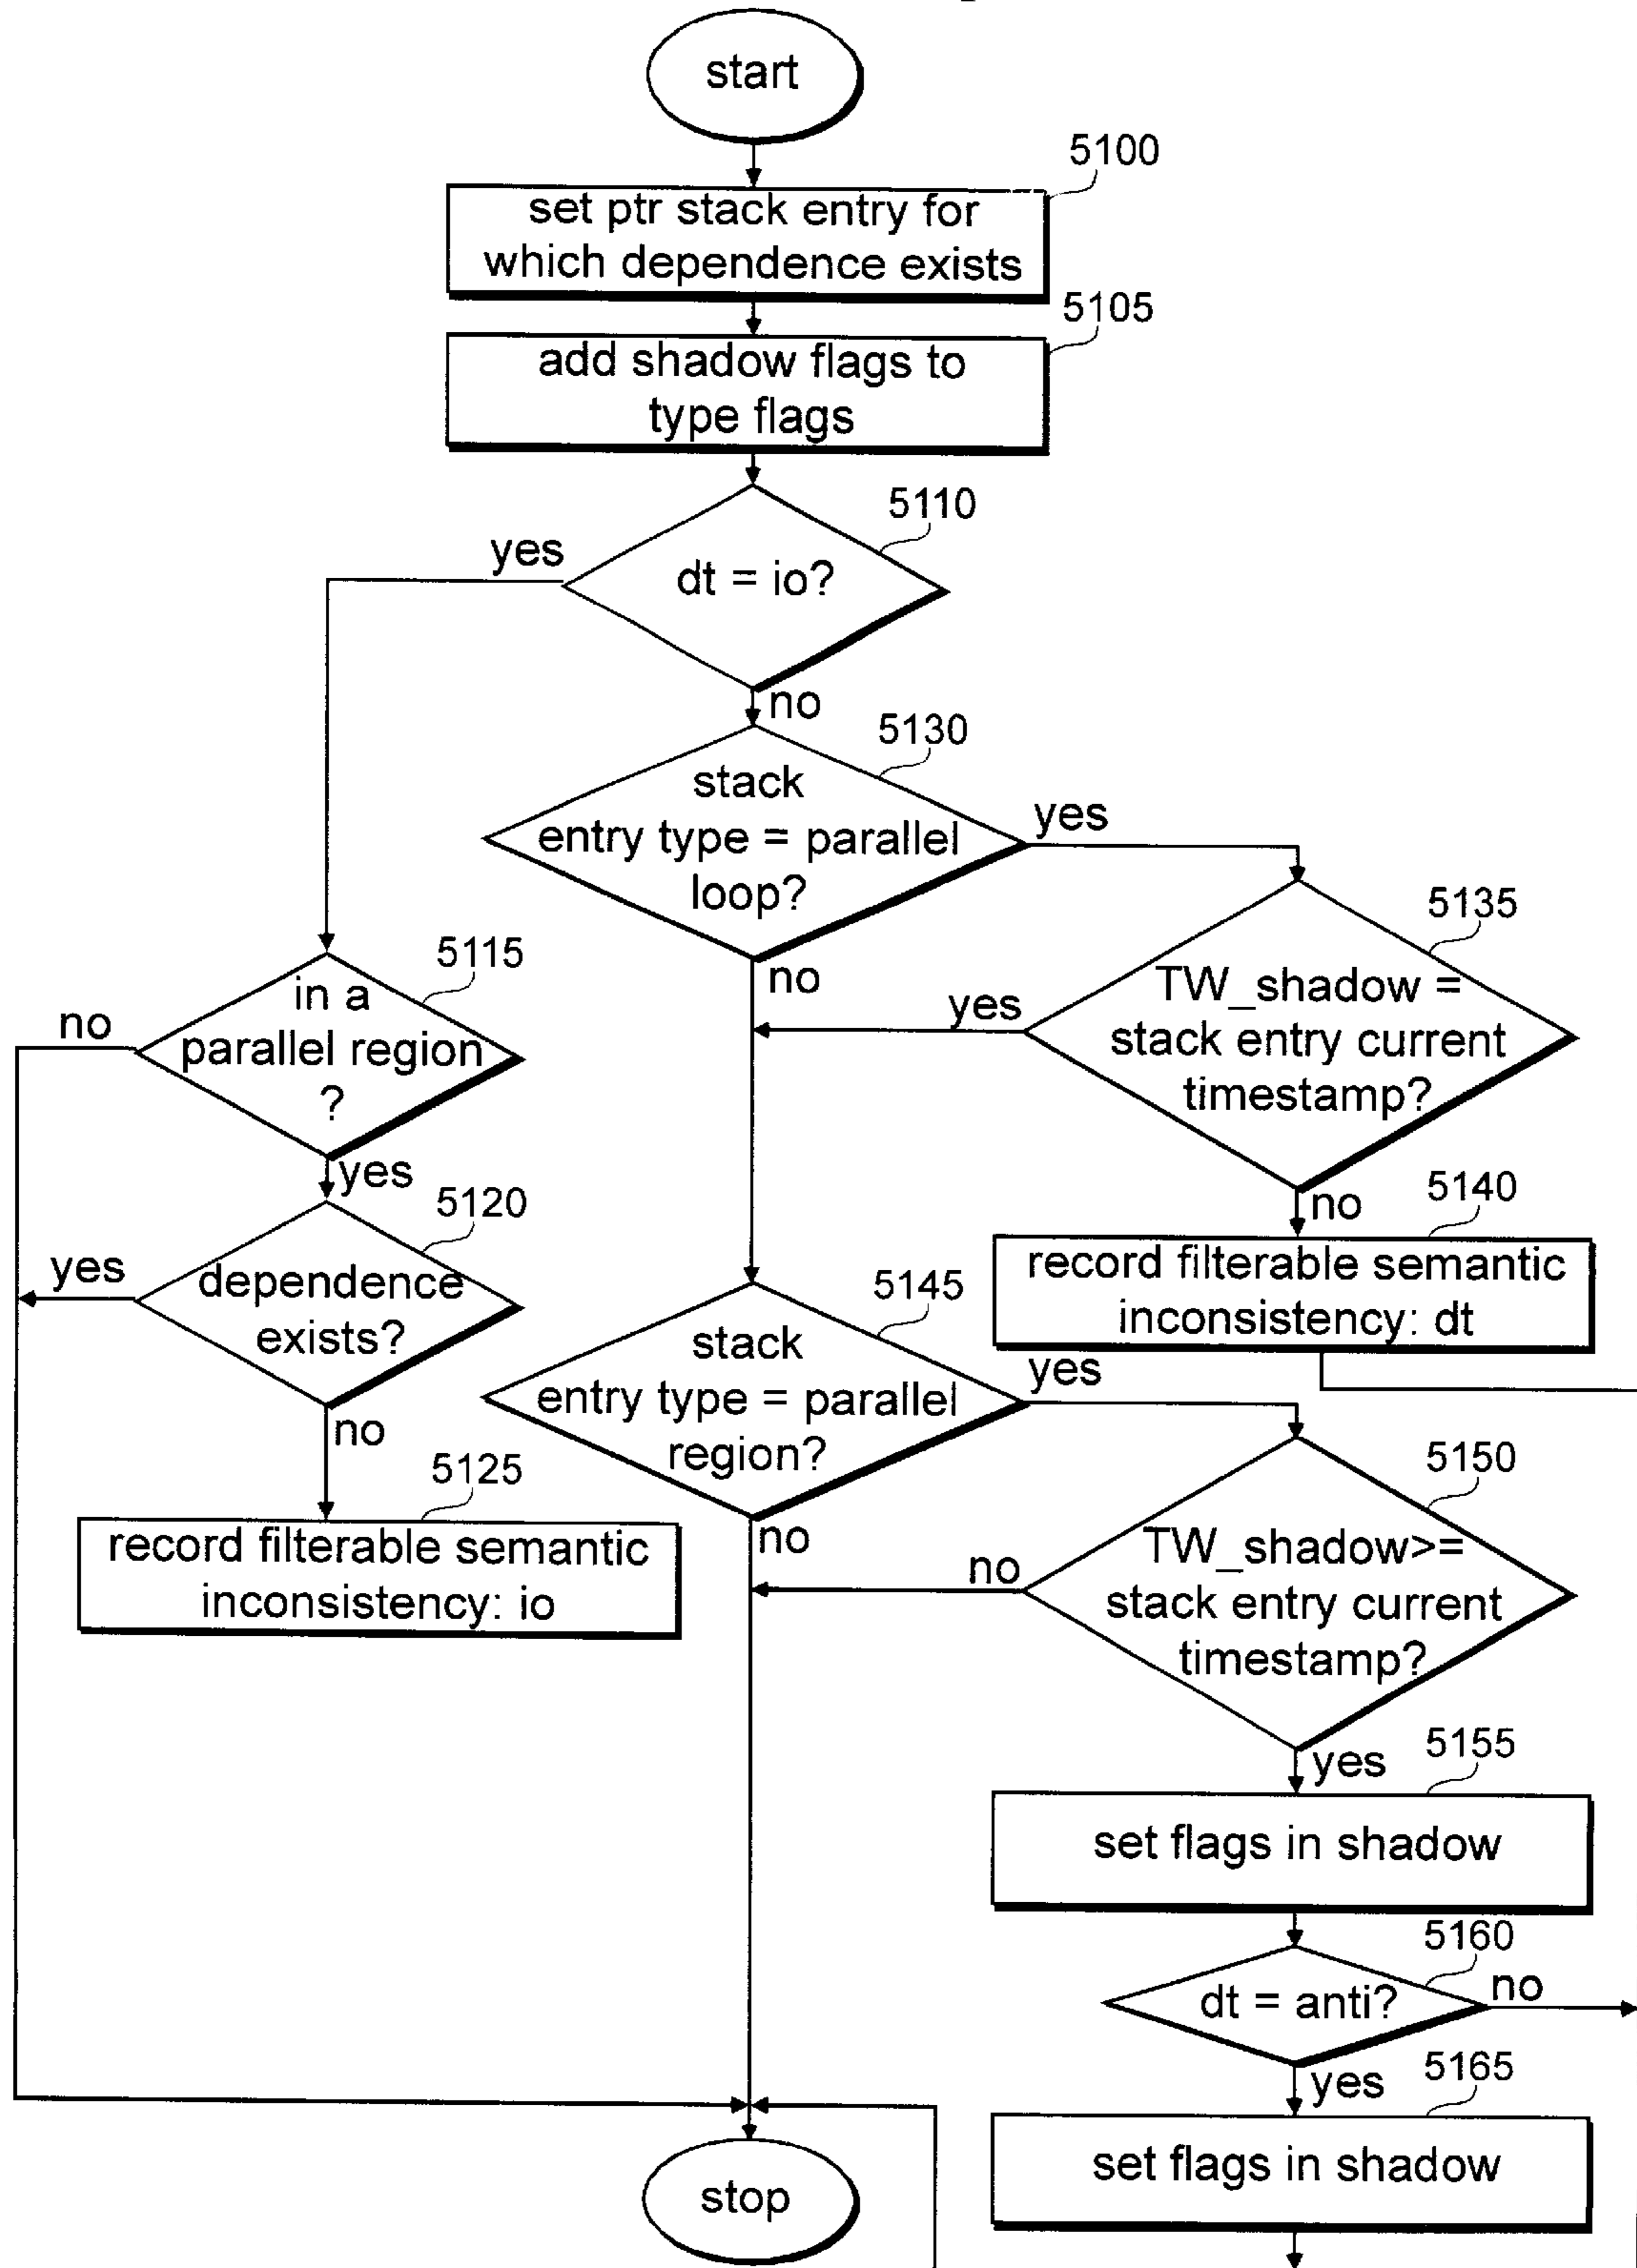 start
5100
set ptr stack entry for
which dependence exists
5105
add shadow flags to
type flags
5110
yes
dt = io?
no
5130
stack
entry type = parallel
loop?
yes
no
5135
TW_shadow =
stack entry current
timestamp?
yes
no
5115
in a
parallel region
?
no
yes
5120
dependence
exists?
yes
no
5125
record filterable semantic
inconsistency: io
5140
record filterable semantic
inconsistency: dt
5145
stack
entry type = parallel
region?
yes
no
5150
TW_shadow>=
stack entry current
timestamp?
no
yes
5155
set flags in shadow
5160
dt = anti?
no
yes
5165
set flags in shadow
stop